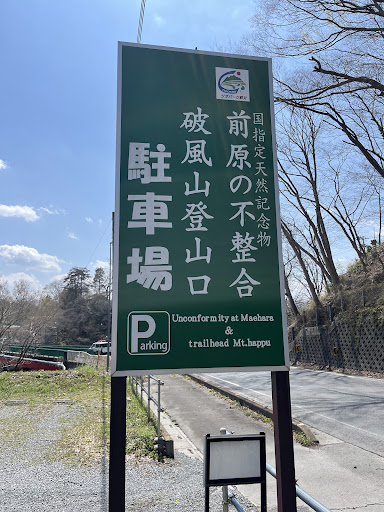 国指定天然記念物
前原の不整合
破風山登山口
駐車場
P
arking
Unconformity at Maehara
&
trailhead Mt.happu